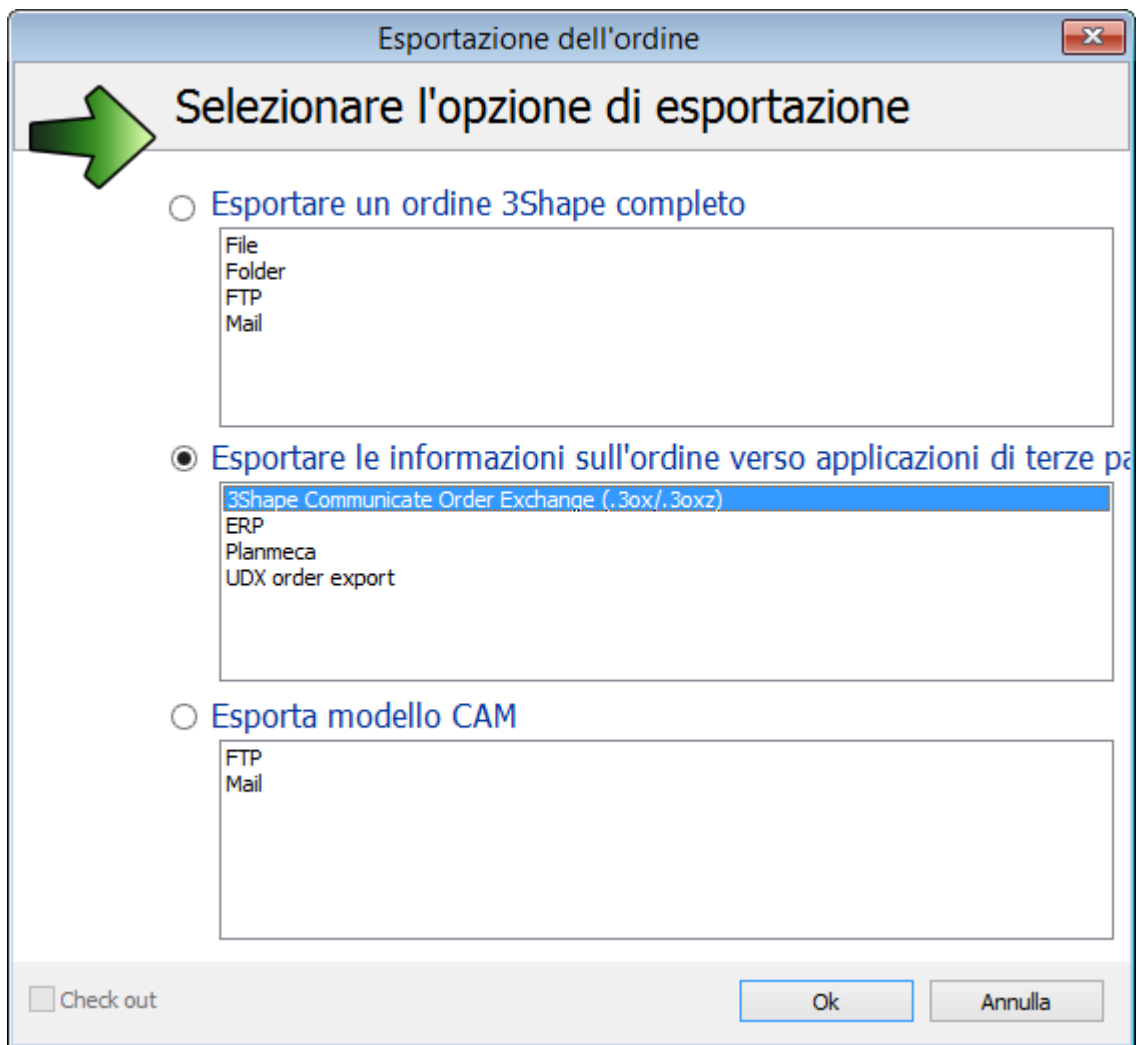 Esportazione dell'ordine
Selezionare l'opzione di esportazione
Esportare un ordine 3Shape completo
File
Folder
FTP
Mail
Esportare le informazioni sull'ordine verso applicazioni di terze pa
3Shape Communicate Order Exchange (.3ox/.3oxz)
ERP
Planmeca
UDX order export
Esporta modello CAM
FTP
Mail
Check out
Ok
Annulla